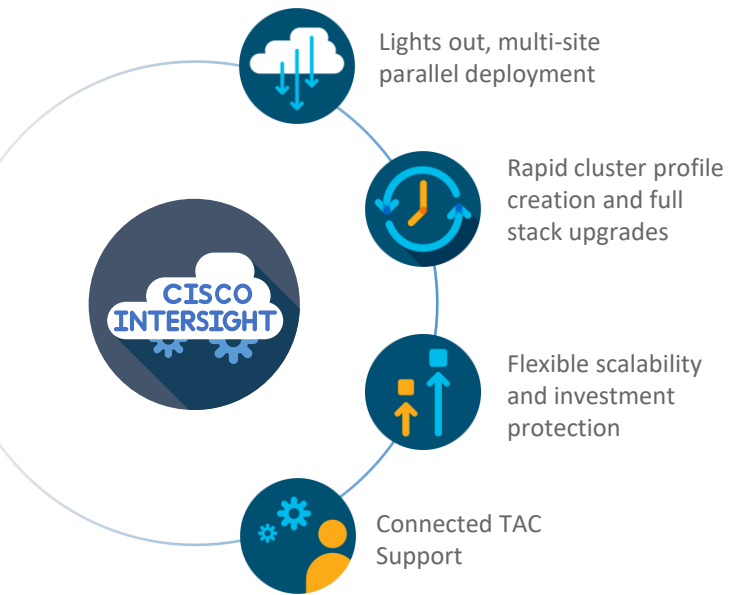 Lights out, multi-site
parallel deployment
Rapid cluster profile
creation and full
stack upgrades
CISCO
INTERSIGHT
Flexible scalability
and investment
protection
Connected TAC
Support